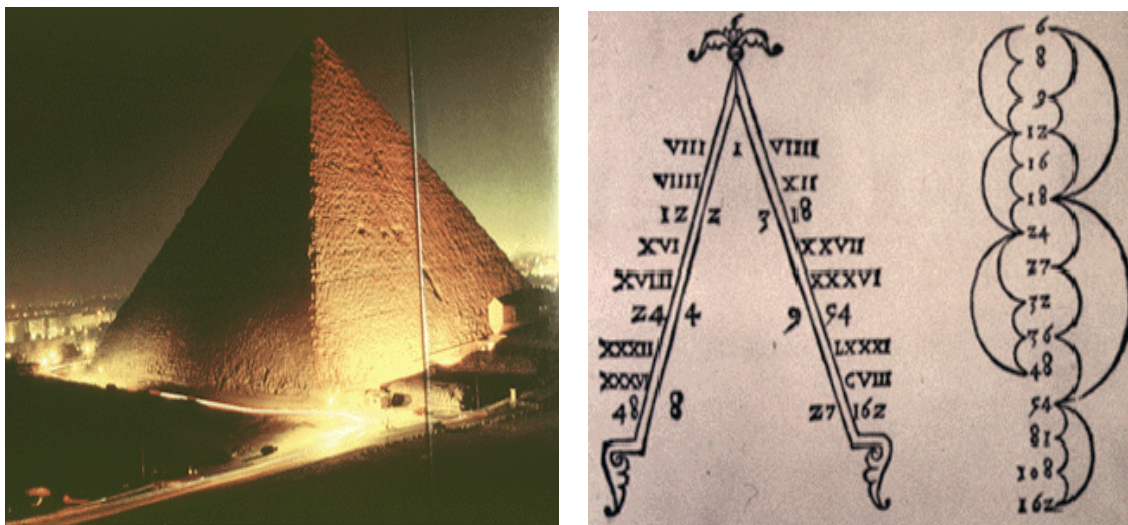 6
VIII 1 VIIII
VIIII XII
12 2 3 18
XVI XXVII
XVIII XXXVI
24 4 9 54
XXXII LXXXI
XXXVI CVIII
48 8 27 162
6
8
9
12
16
18
24
27
32
36
48
54
81
108
162